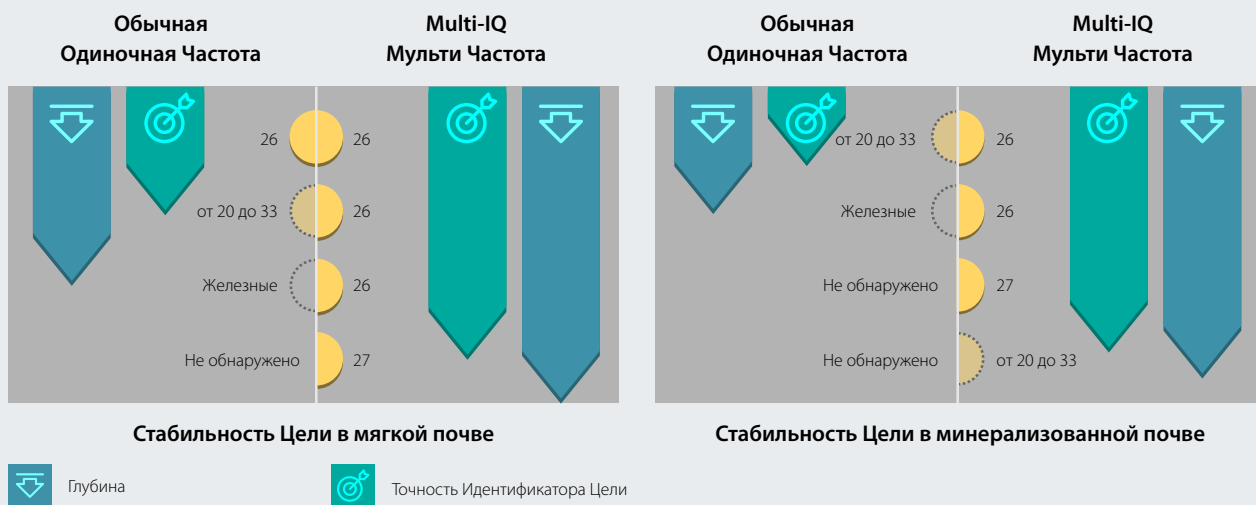 Обычная
Одиночная Частота
Multi-IQ
Мульти Частота
26
26
от 20 до 33
26
Железные
26
Не обнаружено
27
Стабильность Цели в мягкой почве
Обычная
Одиночная Частота
Multi-IQ
Мульти Частота
от 20 до 33
26
Железные
26
Не обнаружено
27
Не обнаружено
от 20 до 33
Стабильность Цели в минерализованной почве
Глубина
Точность Идентификатора Цели